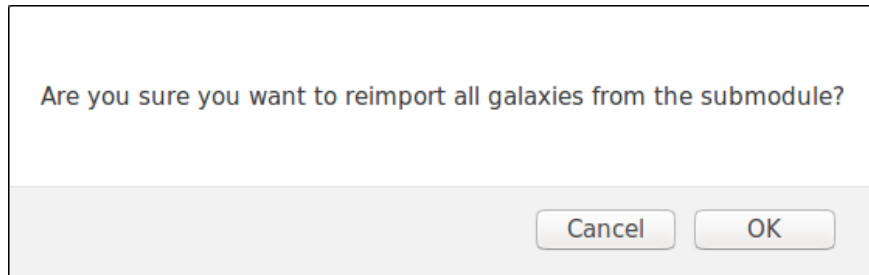 Are you sure you want to reimport all galaxies from the submodule?
Cancel OK